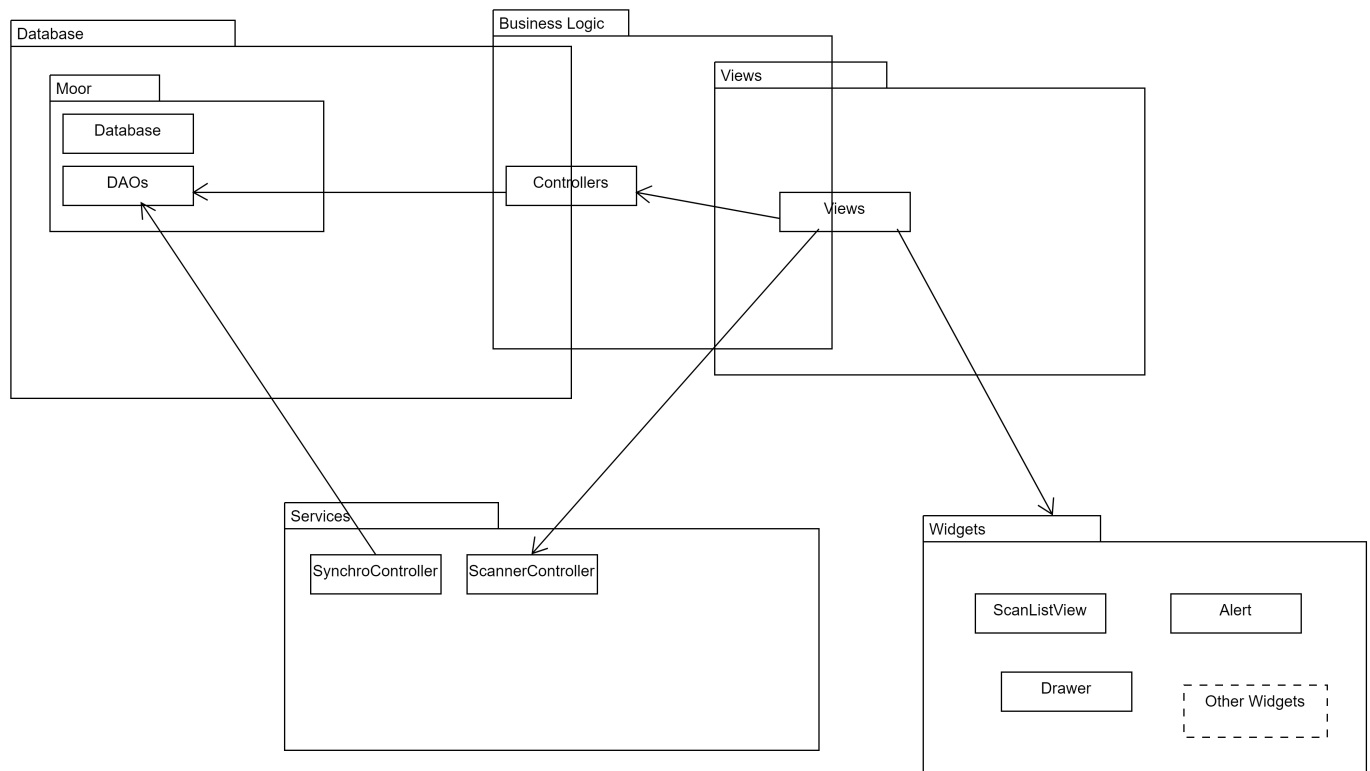 Database
Business Logic
Views
Moor
Database
DAOs
Controllers
Views
Services
SynchroController
ScannerController
Widgets
ScanListView
Alert
Drawer
Other Widgets